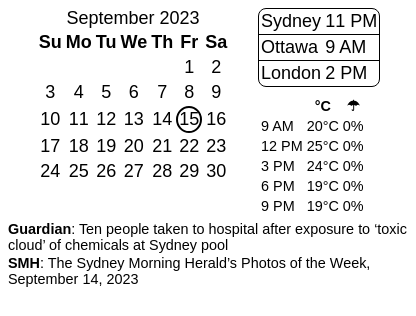 September 2023
Su Mo Tu We Th Fr Sa
1 2
3 4 5 6 7 8 9
10 11 12 13 14 15 16
17 18 19 20 21 22 23
24 25 26 27 28 29 30
Sydney 11 PM
Ottawa 9 AM
London 2 PM
°C ☂
9 AM 20°C 0%
12 PM 25°C 0%
3 PM 24°C 0%
6 PM 19°C 0%
9 PM 19°C 0%
Guardian: Ten people taken to hospital after exposure to ‘toxic
cloud’ of chemicals at Sydney pool
SMH: The Sydney Morning Herald’s Photos of the Week,
September 14, 2023